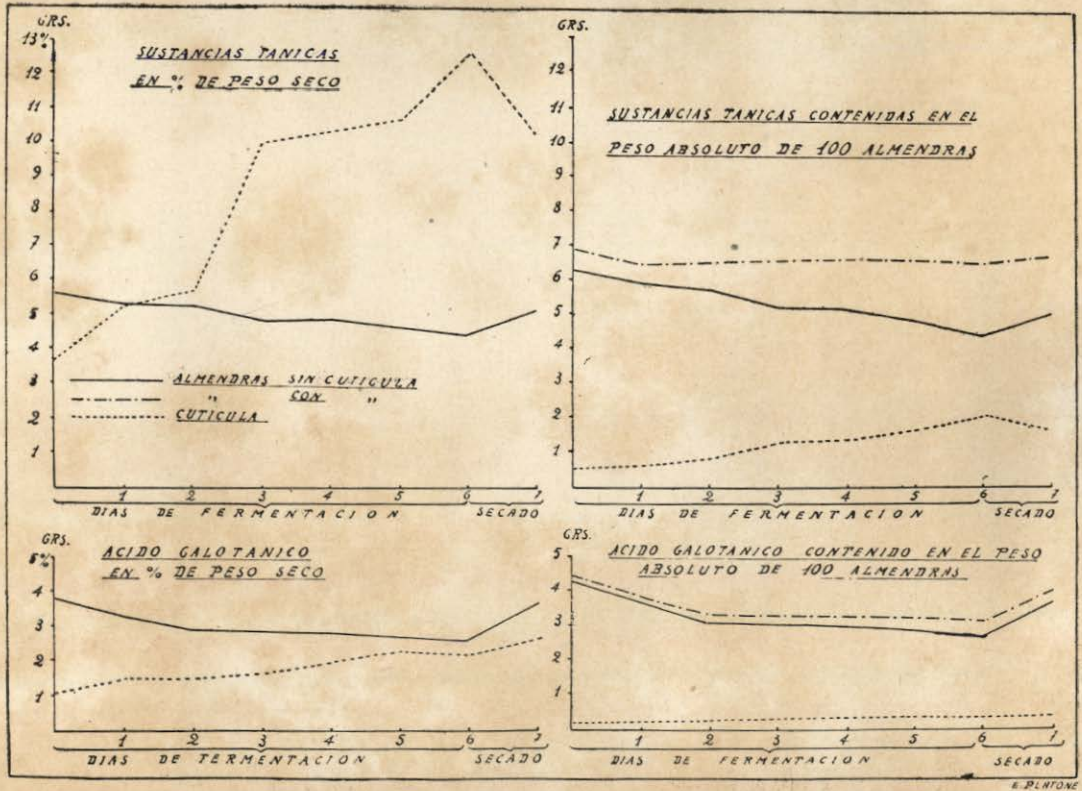 GRS.
13%
12
11
10
9
8
7
6
5
4
3
2
1
SUSTANCIAS TANICAS
EN % DE PESO SECO
ALMENDRAS SIN CUTICULA
" CON "
CUTICULA
1 2 3 4 5 6 7
DIAS DE FERMENTACION SECADO
GRS.
12
11
10
9
8
7
6
5
4
3
2
1
SUSTANCIAS TANICAS CONTENIDAS EN EL
PESO ABSOLUTO DE 100 ALMENDRAS
1 2 3 4 5 6 7
DIAS DE FERMENTACION SECADO
GRS.
5%
4
3
2
1
ACIDO GALOTANICO
EN % DE PESO SECO
1 2 3 4 5 6 7
DIAS DE FERMENTACION SECADO
GRS.
5
4
3
2
1
ACIDO GALOTANICO CONTENIDO EN EL PESO
ABSOLUTO DE 100 ALMENDRAS
1 2 3 4 5 6 7
DIAS DE FERMENTACION SECADO
E. PLATONE